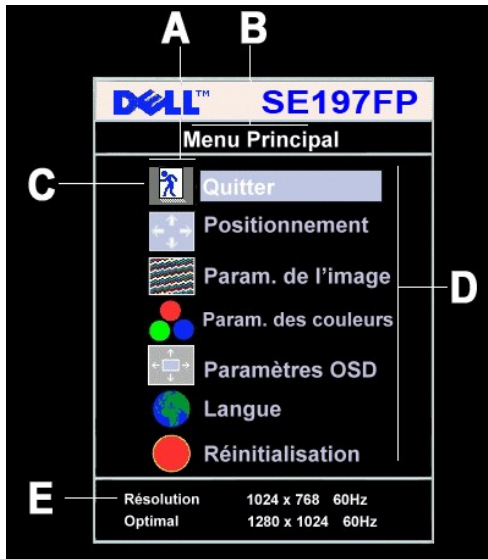 A
B
DELL™ SE197FP
Menu Principal
C
Quitter
Positionnement
Param. de l’image
D
Param. des couleurs
Paramètres OSD
Langue
Réinitialisation
E
Résolution 1024 x 768 60Hz
Optimal 1280 x 1024 60Hz